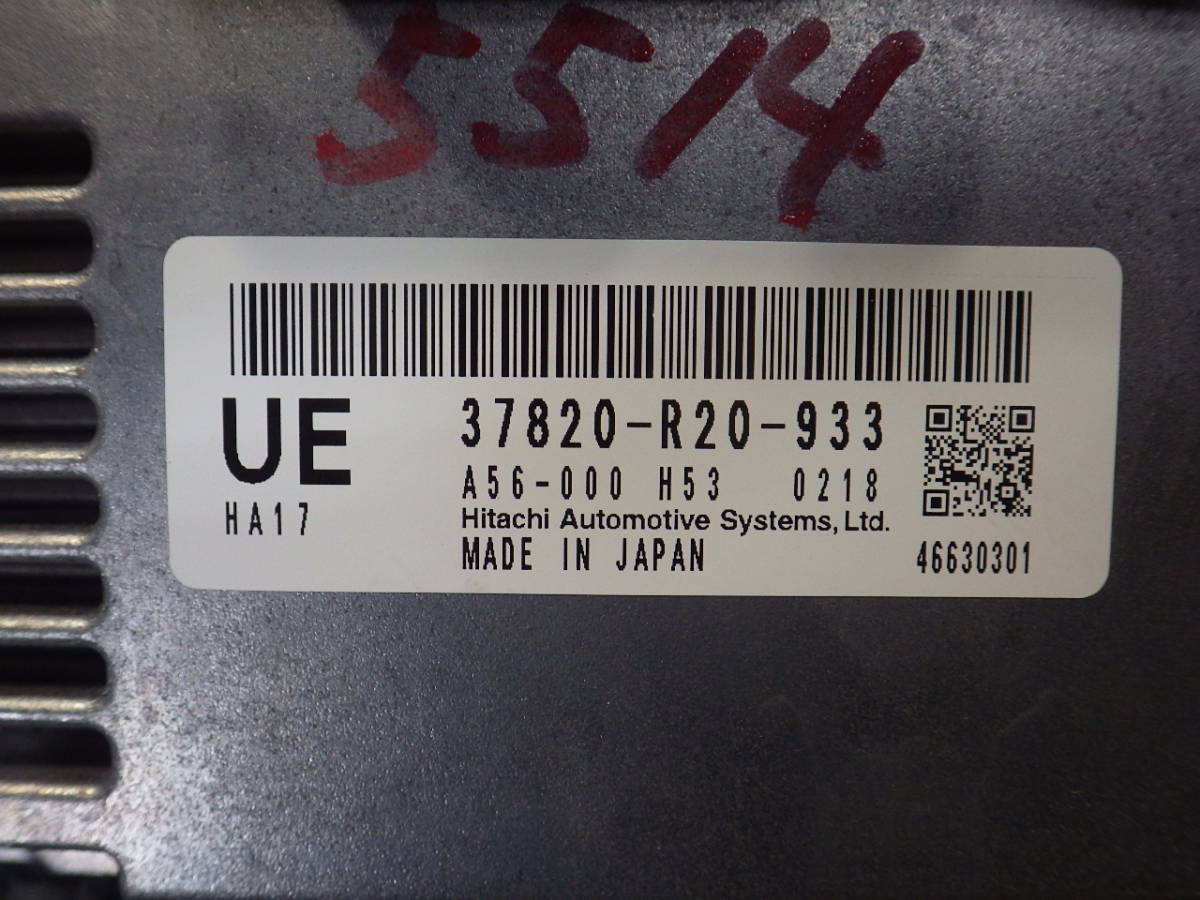 5514
UE 37820-R20-933
A56-000 H53 0218
HA17
Hitachi Automotive Systems, Ltd.
MADE IN JAPAN
46630301